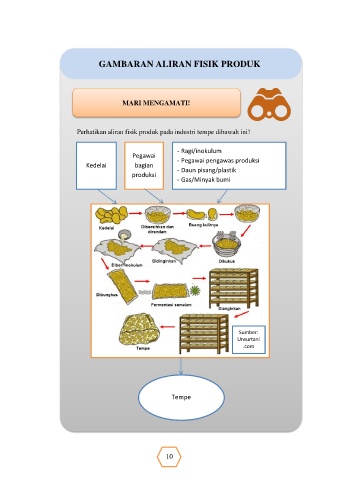 GAMBARAN ALIRAN FISIK PRODUK
MARI MENGAMATI!
Perhatikan aliran fisik produk pada industri tempe dibawah ini!
Kedelai
Pegawai
bagian
produksi
- Ragi/inokulum
- Pegawai pengawas produksi
- Daun pisang/plastik
- Gas/Minyak bumi
Kedelai
Dibersihkan dan
direndam
Buang kulitnya
Diberi inokulum
Didinginkan
Dikukus
Dibungkus
Fermentasi semalam
Diangihkan
Tempe
Sumber:
Unsurtani
.com
Tempe
10